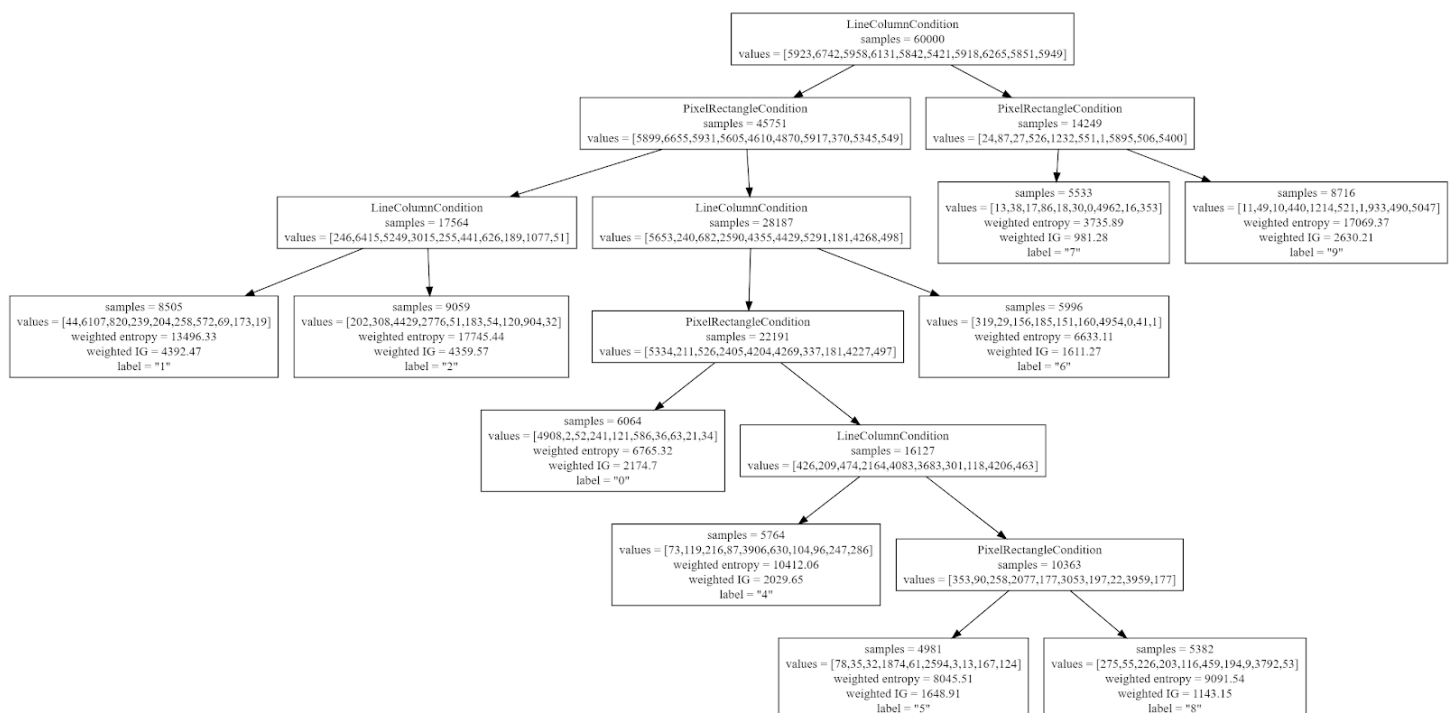 LineColumnCondition
samples = 60000
values = [5923,6742,5958,6131,5842,5421,5918,6265,5851,5949]
PixelRectangleCondition
samples = 45751
values = [5899,6655,5931,5605,4610,4870,5917,370,5345,549]
PixelRectangleCondition
samples = 14249
values = [24,87,27,526,1232,551,1,5895,506,5400]
LineColumnCondition
samples = 17564
values = [246,6415,5249,3015,255,441,626,189,1077,51]
LineColumnCondition
samples = 28187
values = [5653,240,682,2590,4355,4429,5291,181,4268,498]
samples = 5533
values = [13,38,17,86,18,30,0,4962,16,353]
weighted entropy = 3735.89
weighted IG = 981.28
label = "7"
samples = 8716
values = [11,49,10,440,1214,521,1,933,490,5047]
weighted entropy = 17069.37
weighted IG = 2630.21
label = "9"
samples = 8505
values = [44,6107,820,239,204,258,572,69,173,19]
weighted entropy = 13496.33
weighted IG = 4392.47
label = "1"
samples = 9059
values = [202,308,4429,2776,51,183,54,120,904,32]
weighted entropy = 17745.44
weighted IG = 4359.57
label = "2"
PixelRectangleCondition
samples = 22191
values = [5334,211,526,2405,4204,4269,337,181,4227,497]
samples = 5996
values = [319,29,156,185,151,160,4954,0,41,1]
weighted entropy = 6633.11
weighted IG = 1611.27
label = "6"
samples = 6064
values = [4908,2,52,241,121,586,36,63,21,34]
weighted entropy = 6765.32
weighted IG = 2174.7
label = "0"
LineColumnCondition
samples = 16127
values = [426,209,474,2164,4083,3683,301,118,4206,463]
samples = 5764
values = [73,119,216,87,3906,630,104,96,247,286]
weighted entropy = 10412.06
weighted IG = 2029.65
label = "4"
PixelRectangleCondition
samples = 10363
values = [353,90,258,2077,177,3053,197,22,3959,177]
samples = 4981
values = [78,35,32,1874,61,2594,3,13,167,124]
weighted entropy = 8045.51
weighted IG = 1648.91
label = "5"
samples = 5382
values = [275,55,226,203,116,459,194,9,3792,53]
weighted entropy = 9091.54
weighted IG = 1143.15
label = "8"